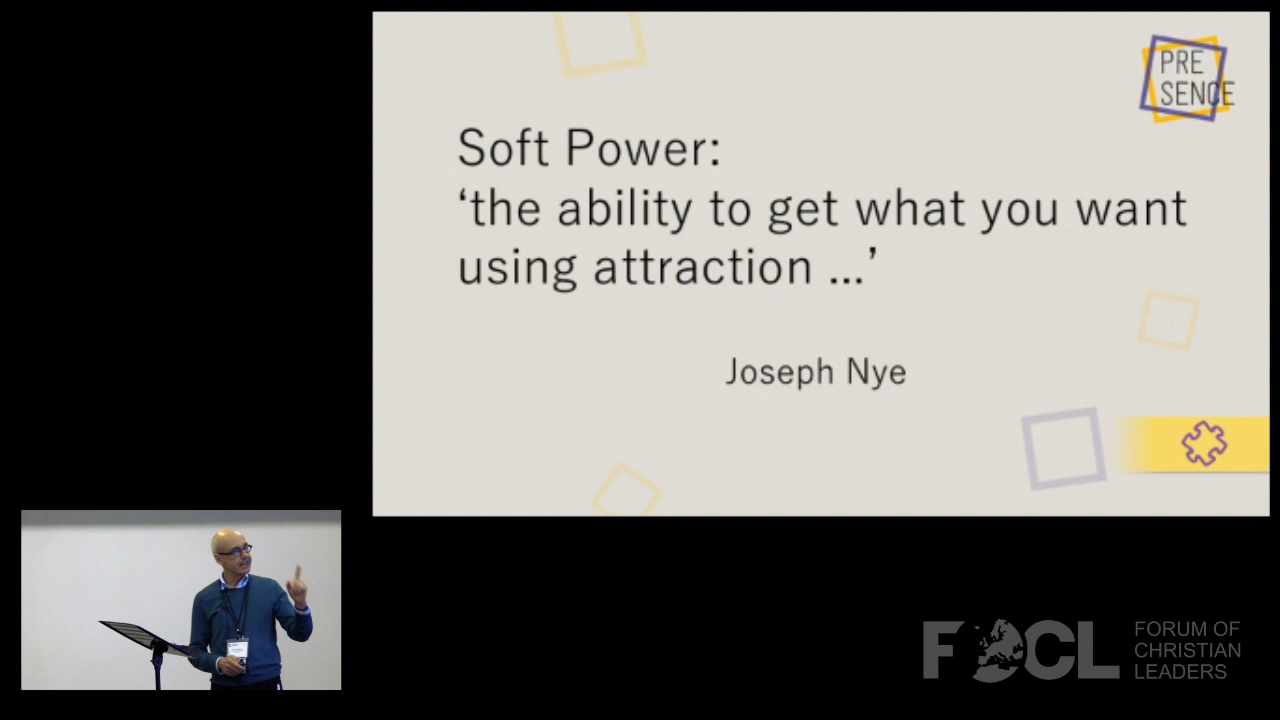 PRE
SENCE
Soft Power:
‘the ability to get what you want
using attraction ...’
Joseph Nye
FOCL
FORUM OF
CHRISTIAN
LEADERS